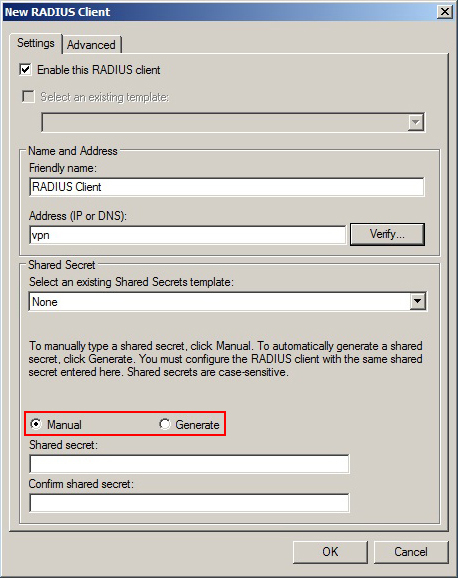 New RADIUS Client
Settings
Advanced
Enable this RADIUS client
Select an existing template:
Name and Address
Friendly name:
RADIUS Client
Address (IP or DNS):
vpn
Verify...
Shared Secret
Select an existing Shared Secrets template:
None
To manually type a shared secret, click Manual. To automatically generate a shared
secret, click Generate. You must configure the RADIUS client with the same shared
secret entered here. Shared secrets are case-sensitive.
Manual
Generate
Shared secret:
Confirm shared secret:
OK
Cancel